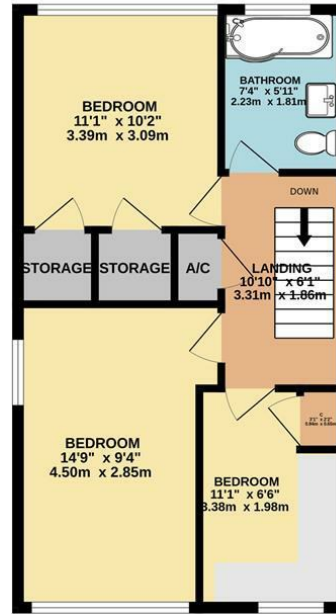 BEDROOM
11'1" x 10'2"
3.39m x 3.09m
BATHROOM
7'4" x 5'11"
2.23m x 1.81m
DOWN
STORAGE
STORAGE
A/C
LANDING
10'10" x 6'1"
3.31m x 1.86m
BEDROOM
14'9" x 9'4"
4.50m x 2.85m
BEDROOM
11'1" x 6'6"
3.38m x 1.98m